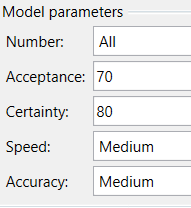 Model parameters
Number: All
Acceptance: 70
Certainty: 80
Speed: Medium
Accuracy: Medium